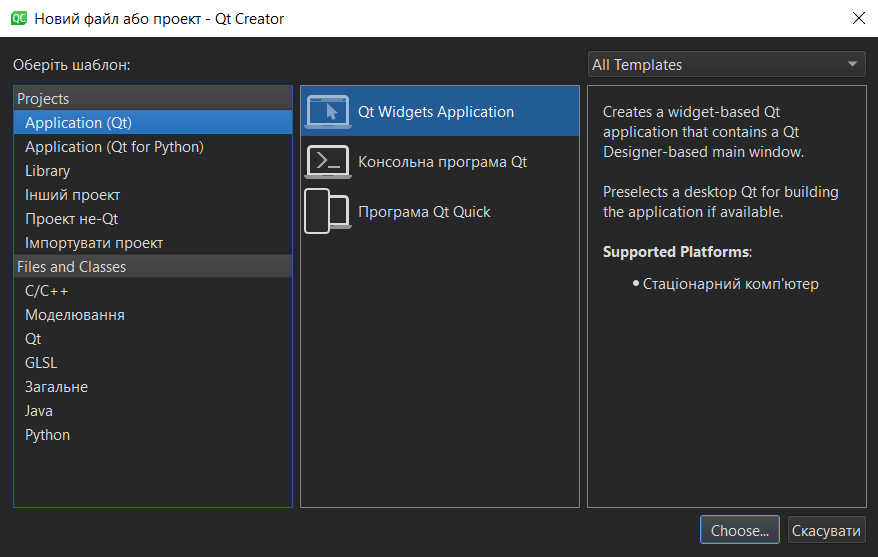 QC Новий файл або проект - Qt Creator
Оберіть шаблон:
All Templates
Projects
Application (Qt)
Application (Qt for Python)
Library
Інший проект
Проект не-Qt
Імпортувати проект
Files and Classes
C/C++
Моделювання
Qt
GLSL
Загальне
Java
Python
Qt Widgets Application
Консольна програма Qt
Програма Qt Quick
Creates a widget-based Qt
application that contains a Qt
Designer-based main window.
Preselects a desktop Qt for building
the application if available.
Supported Platforms:
• Стаціонарний комп'ютер
Choose...
Скасувати